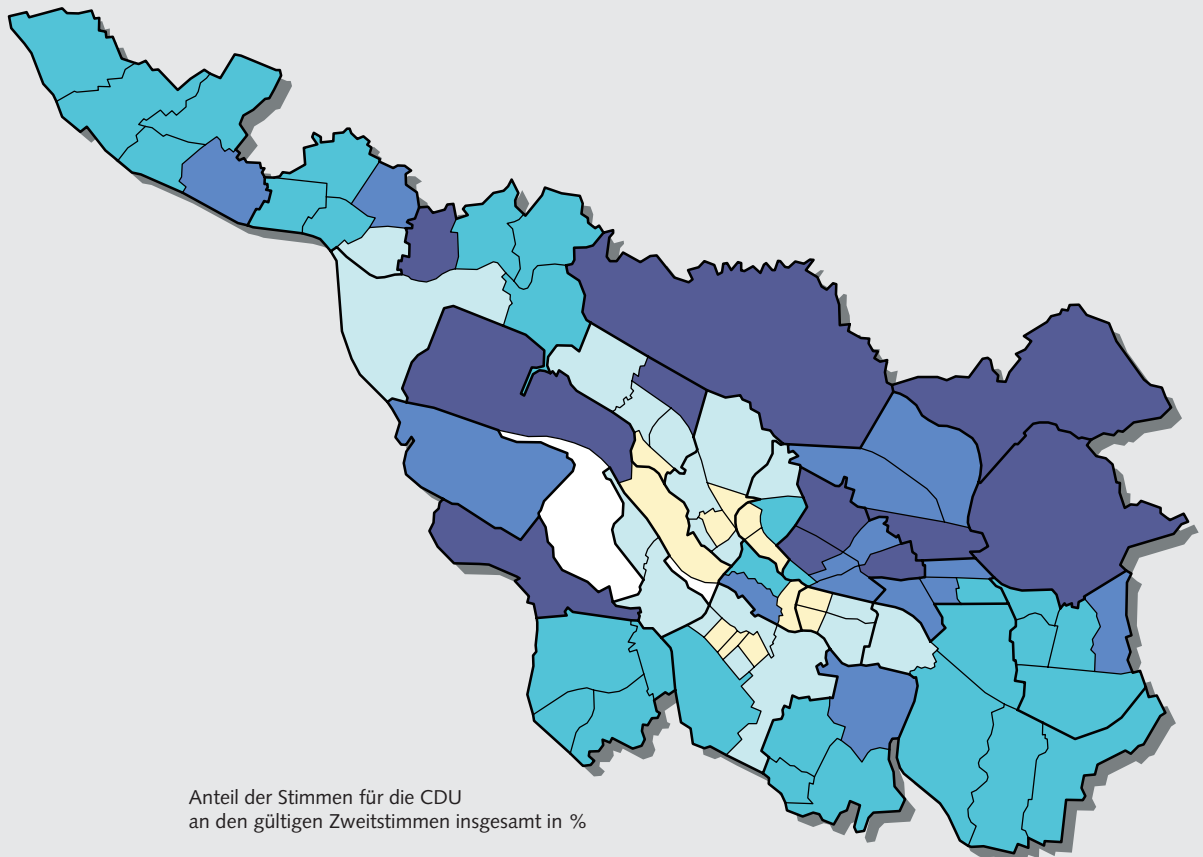 Anteil der Stimmen für die CDU
an den gültigen Zweitstimmen insgesamt in %